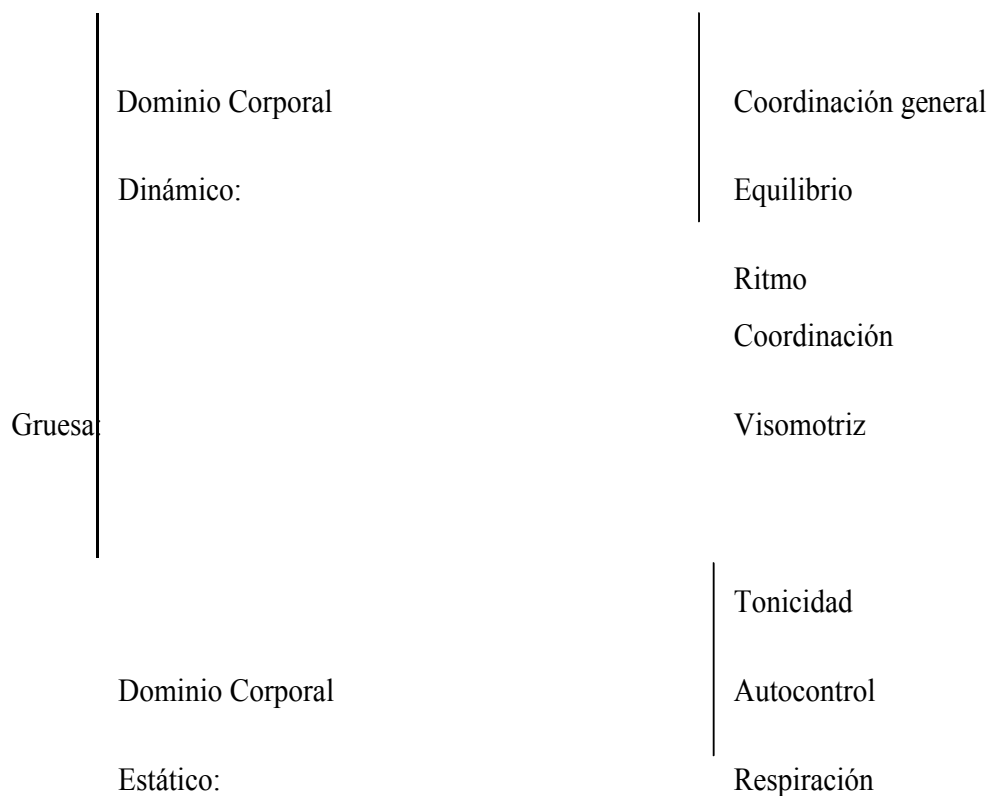 Dominio Corporal
Coordinación general
Dinámico:
Equilibrio
Ritmo
Coordinación
Gruesa:
Visomotriz
Tonicidad
Dominio Corporal
Autocontrol
Estático:
Respiración